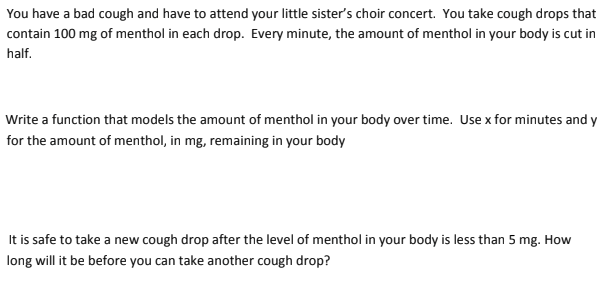 You have a bad cough and have to attend your little sister’s choir concert.  You take cough drops that
contain 100 mg of menthol in each drop.  Every minute, the amount of menthol in your body is cut in
half.
Write a function that models the amount of menthol in your body over time.  Use x for minutes and y
for the amount of menthol, in mg, remaining in your body
It is safe to take a new cough drop after the level of menthol in your body is less than 5 mg. How
long will it be before you can take another cough drop?